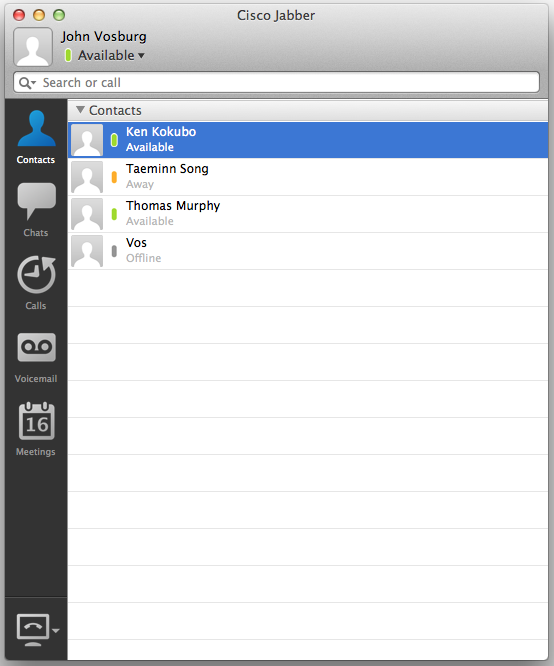 Cisco Jabber
John Vosburg
Available
Search or call
Contacts
Contacts
Ken Kokubo
Available
Taeminn Song
Away
Thomas Murphy
Available
Vos
Offline
Chats
Calls
Voicemail
16
Meetings